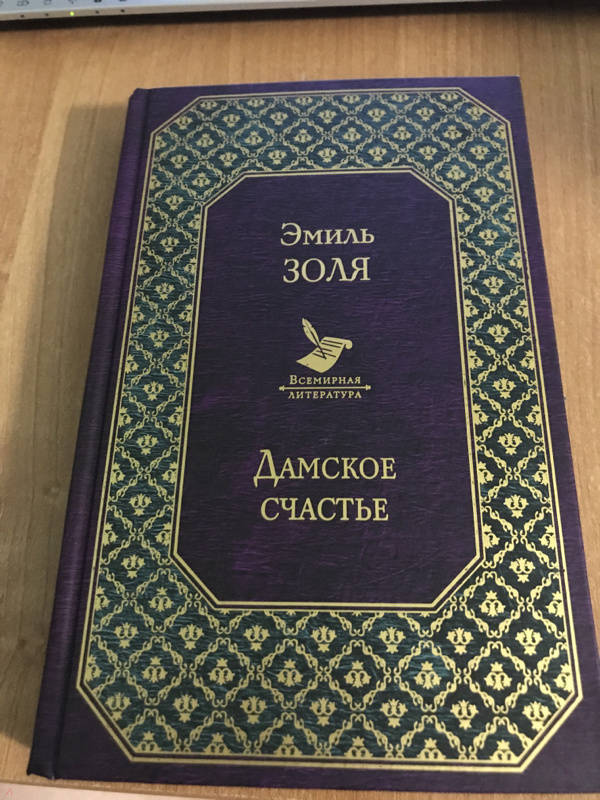 Эмиль
ЗОЛЯ
Всемирная
литература
Дамское
счастье